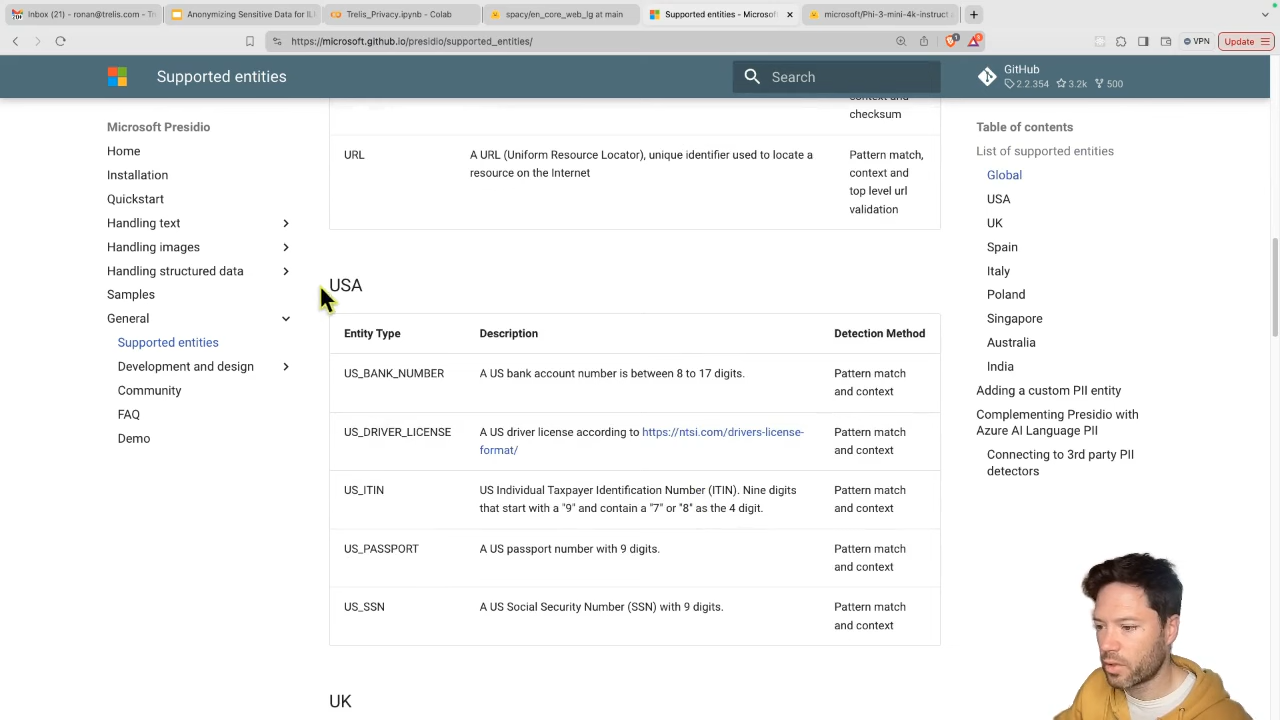 Inbox (21) - ronan@trelis.com - Tr
Anonymizing Sensitive Data for LL
Trelis_Privacy.ipynb - Colab
spacy/en_core_web_lg at main
Supported entities - Microsoft
microsoft/Phi-3-mini-4k-instruct
https://microsoft.github.io/presidio/supported_entities/
1
VPN
Update
Supported entities
Search
GitHub
2.2.354 3.2k 500
Microsoft Presidio
Home
Installation
Quickstart
Handling text
Handling images
Handling structured data
Samples
General
Supported entities
Development and design
Community
FAQ
Demo
context and
checksum
URL
A URL (Uniform Resource Locator), unique identifier used to locate a
resource on the Internet
Pattern match,
context and
top level url
validation
USA
Entity Type Description Detection Method
US_BANK_NUMBER
A US bank account number is between 8 to 17 digits.
Pattern match
and context
US_DRIVER_LICENSE
A US driver license according to https://ntsi.com/drivers-license-
format/
Pattern match
and context
US_ITIN
US Individual Taxpayer Identification Number (ITIN). Nine digits
that start with a "9" and contain a "7" or "8" as the 4 digit.
Pattern match
and context
US_PASSPORT
A US passport number with 9 digits.
Pattern match
and context
US_SSN
A US Social Security Number (SSN) with 9 digits.
Pattern match
and context
UK
Table of contents
List of supported entities
Global
USA
UK
Spain
Italy
Poland
Singapore
Australia
India
Adding a custom PII entity
Complementing Presidio with
Azure AI Language PII
Connecting to 3rd party PII
detectors